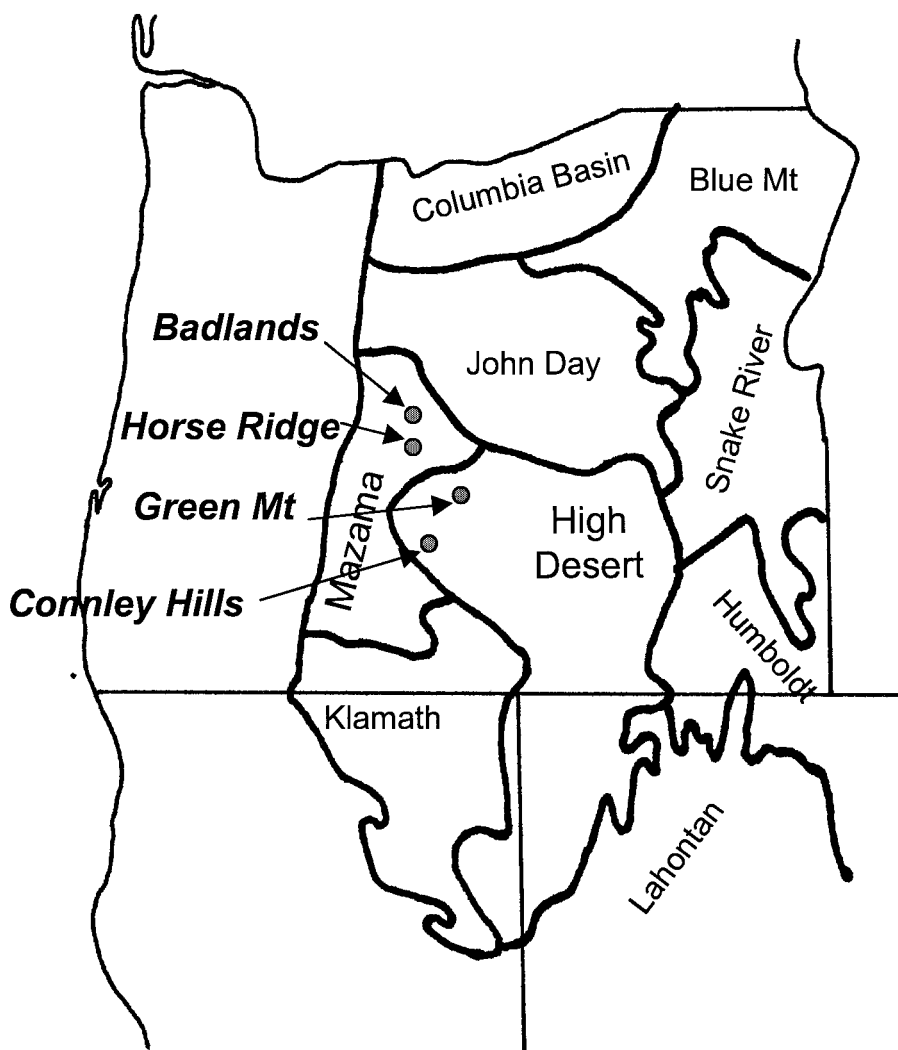 Columbia Basin
Blue Mt
Badlands
John Day
Snake River
Horse Ridge
Mazama
Green Mt
High
Desert
Connley Hills
Humboldt
Klamath
Lahontan